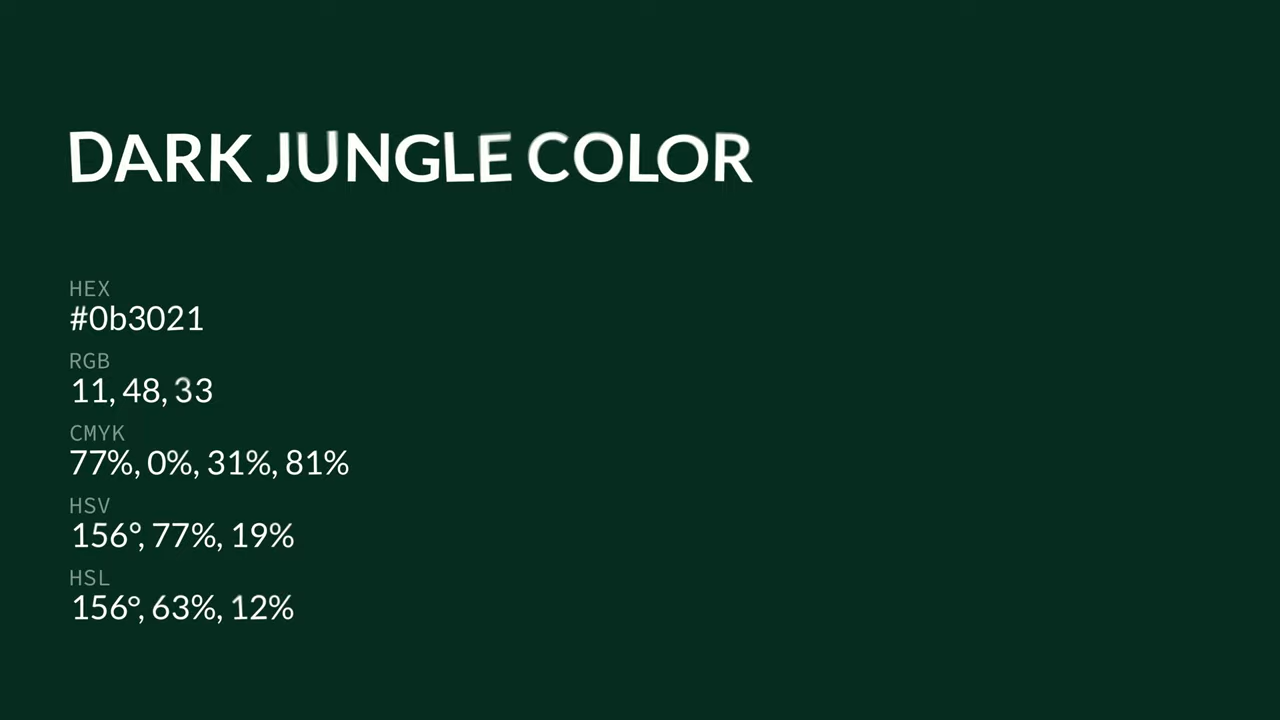 DARK JUNGLE COLOR
HEX
#0b3021
RGB
11, 48, 33
CMYK
77%, 0%, 31%, 81%
HSV
156°, 77%, 19%
HSL
156°, 63%, 12%